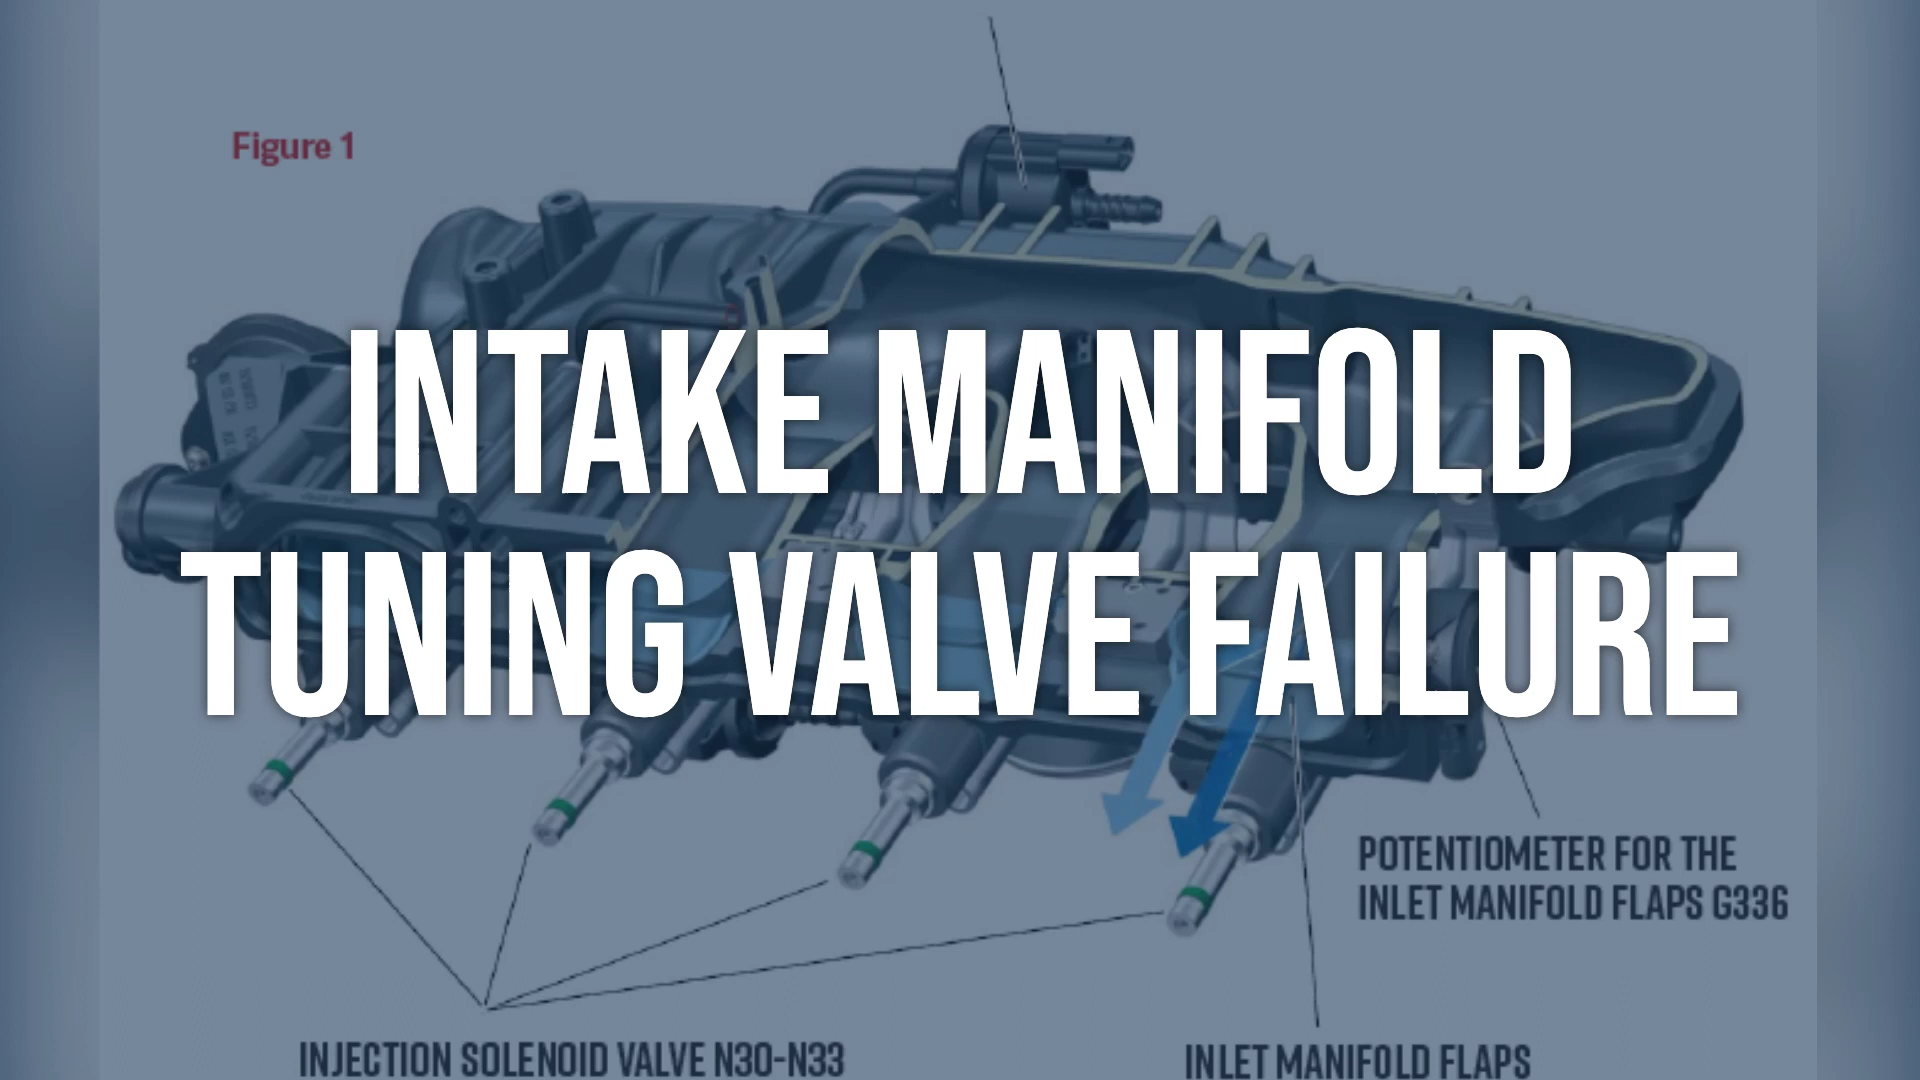 Figure 1
INTAKE MANIFOLD
TUNING VALVE FAILURE
POTENTIOMETER FOR THE
INLET MANIFOLD FLAPS G336
INJECTION SOLENOID VALVE N30-N33
INLET MANIFOLD FLAPS